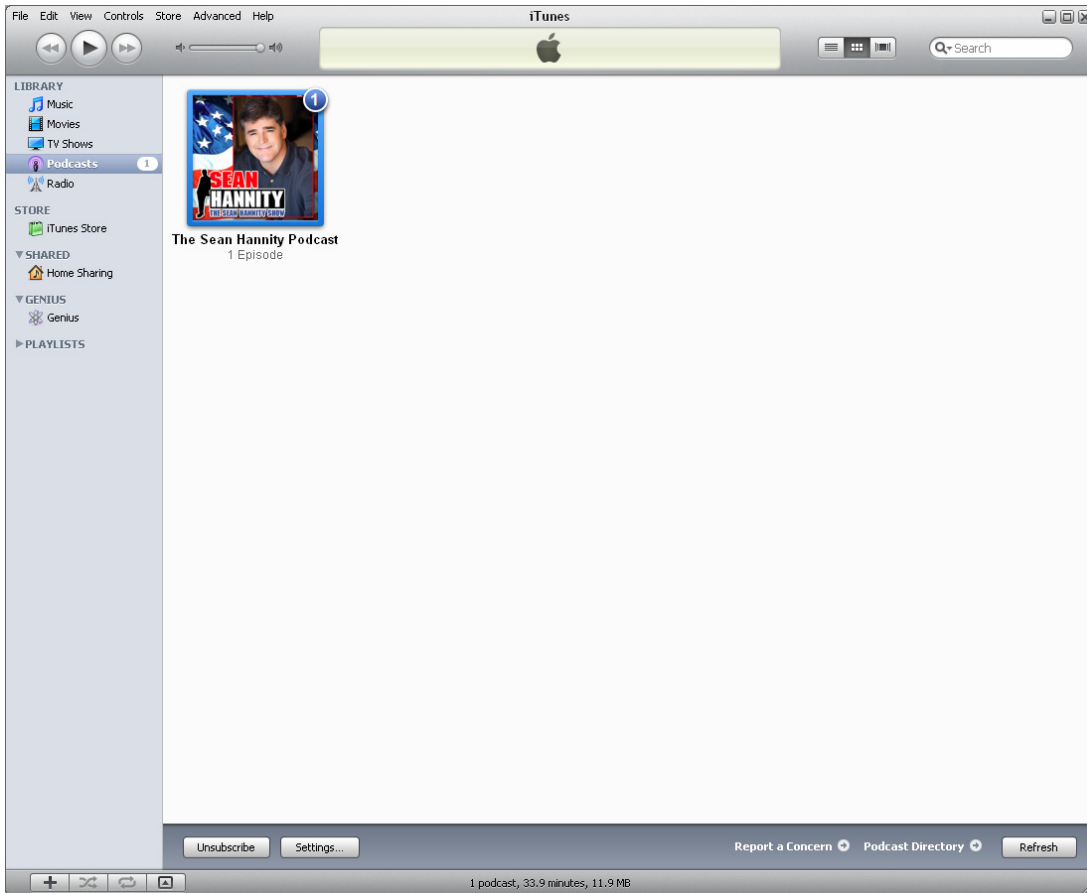 File Edit View Controls Store Advanced Help
iTunes
Search
LIBRARY
Music
Movies
TV Shows
Podcasts 1
Radio
STORE
iTunes Store
SHARED
Home Sharing
GENIUS
Genius
PLAYLISTS
1
SEAN
HANNITY
THE SEAN HANNITY SHOW
The Sean Hannity Podcast
1 Episode
Unsubscribe Settings... Report a Concern Podcast Directory Refresh
1 podcast, 33.9 minutes, 11.9 MB